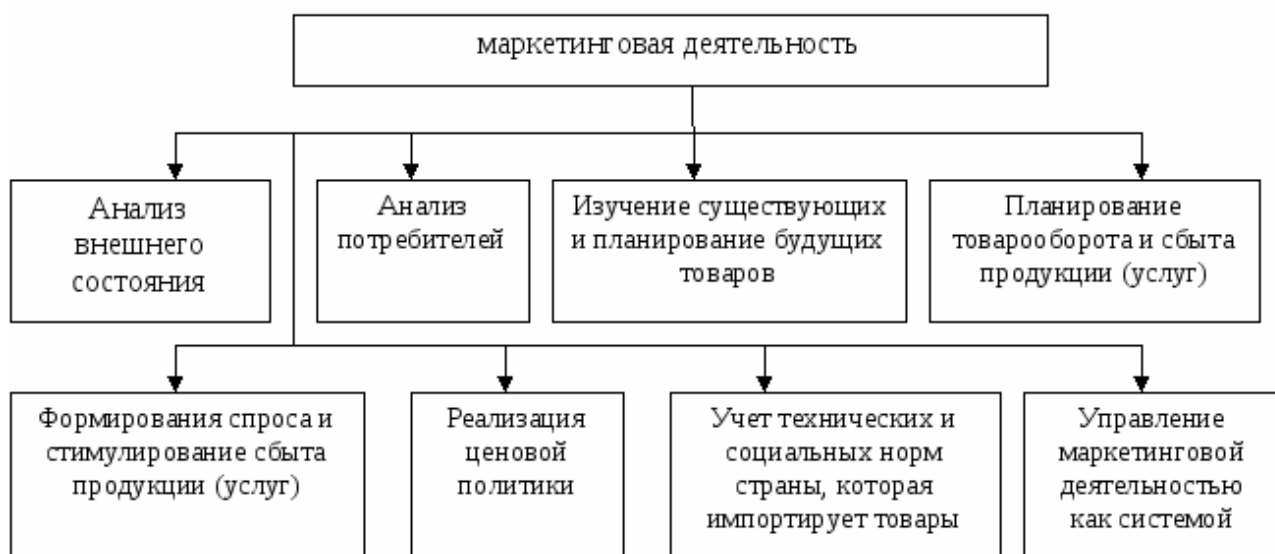 маркетинговая деятельность
Анализ
внешнего
состояния
Анализ
потребителей
Изучение существующих
и планирование будущих
товаров
Планирование
товарооборота и сбыта
продукции (услуг)
Формирования спроса и
стимулирование сбыта
продукции (услуг)
Реализация
ценовой
политики
Учет технических и
социальных норм
страны, которая
импортирует товары
Управление
маркетинговой
деятельностью
как системой